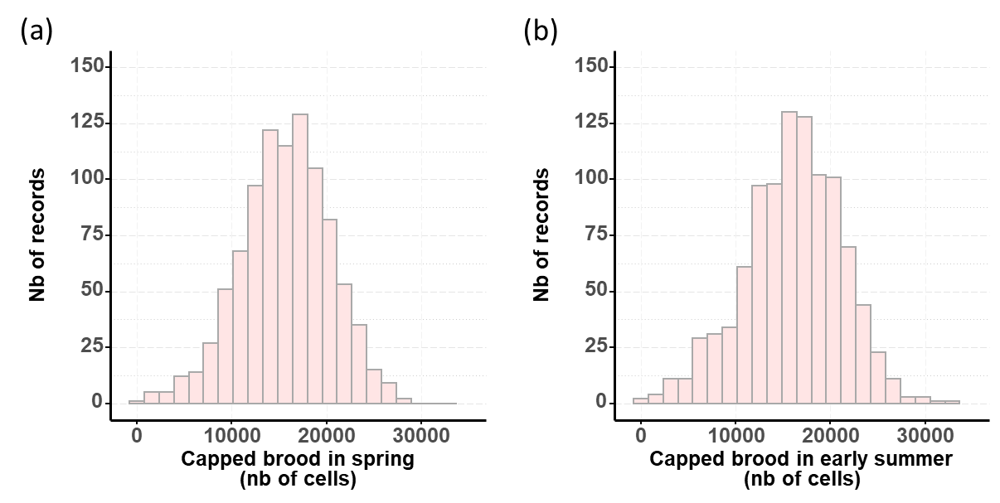 (a)
150
125
100
75
50
25
0
Nb of records
0 10000 20000 30000
Capped brood in spring
(nb of cells)
(b)
150
125
100
75
50
25
0
Nb of records
0 10000 20000 30000
Capped brood in early summer
(nb of cells)